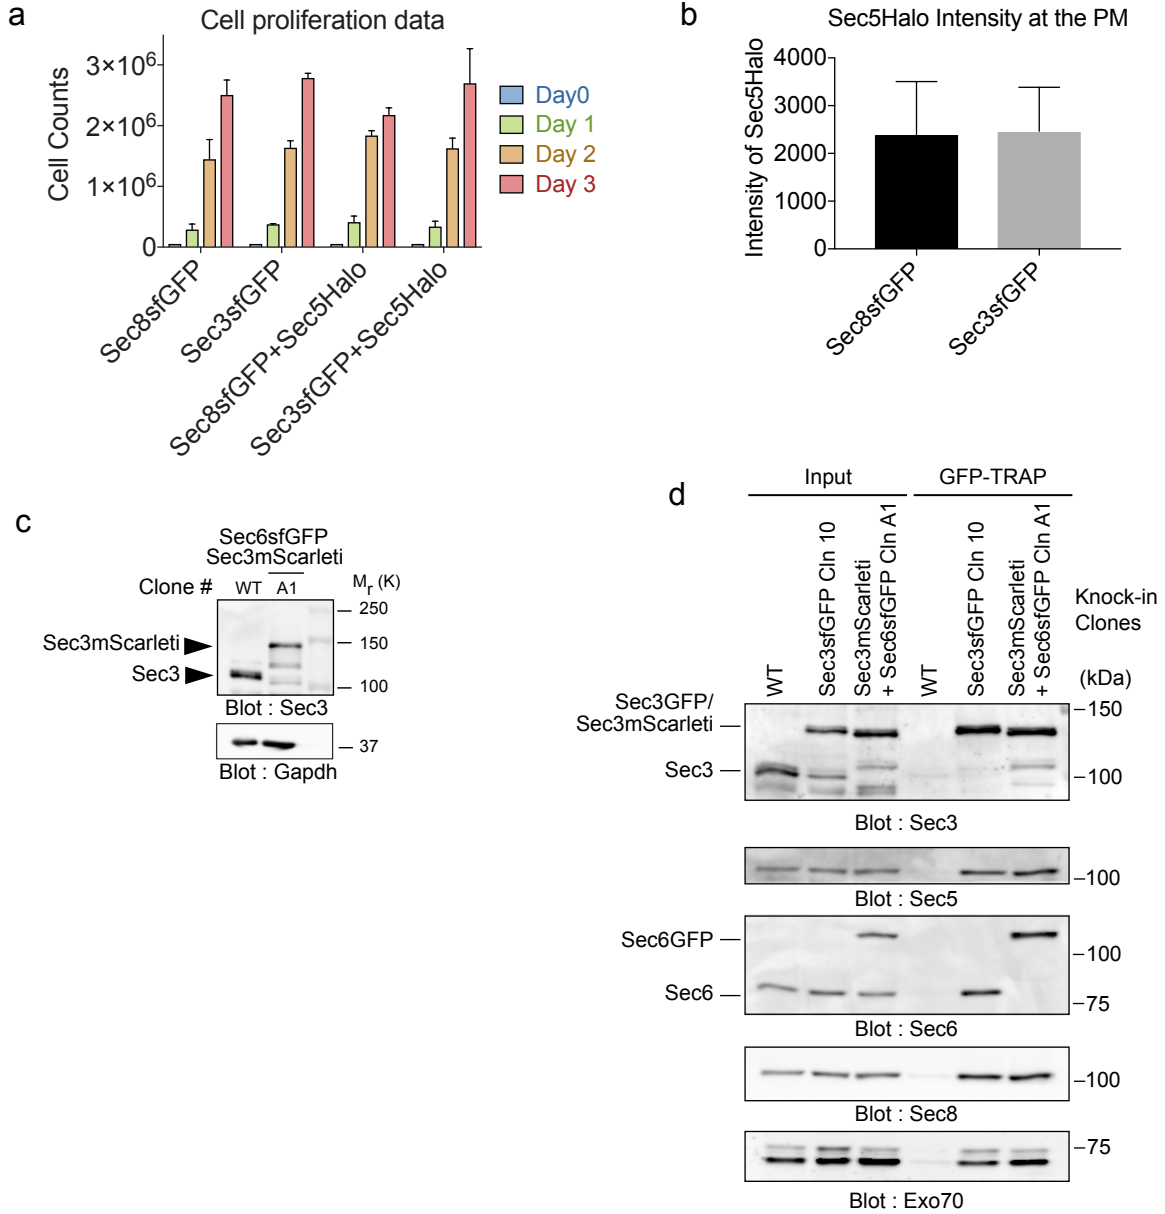 a
Cell proliferation data
Cell Counts
3×10⁶
2×10⁶
1×10⁶
0
Day0
Day 1
Day 2
Day 3
Sec8sfGFP
Sec3sfGFP
Sec8sfGFP+Sec5Halo
Sec3sfGFP+Sec5Halo
b
Sec5Halo Intensity at the PM
Intensity of Sec5Halo
4000
3000
2000
1000
0
Sec8sfGFP
Sec3sfGFP
c
Sec6sfGFP
Sec3mScarleti
Clone #
WT
A1
Mr (K)
250
Sec3mScarleti
150
Sec3
100
Blot : Sec3
37
Blot : Gapdh
d
Input
GFP-TRAP
WT
Sec3sfGFP Cln 10
Sec3mScarleti
+ Sec6sfGFP Cln A1
WT
Sec3sfGFP Cln 10
Sec3mScarleti
+ Sec6sfGFP Cln A1
Knock-in
Clones
(kDa)
Sec3GFP/
Sec3mScarleti
150
Sec3
100
Blot : Sec3
100
Blot : Sec5
Sec6GFP
100
Sec6
75
Blot : Sec6
100
Blot : Sec8
75
Blot : Exo70